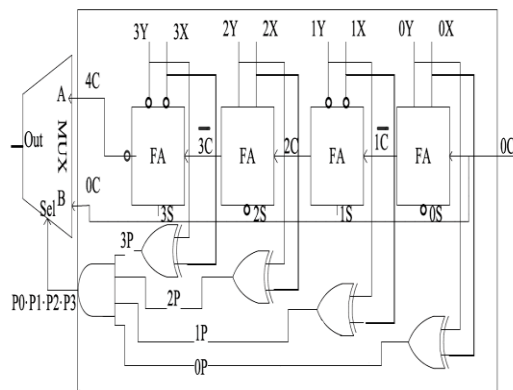 3Y 3X 2Y 2X 1Y 1X 0Y 0X
4C A
Out MUX FA 3C FA 2C FA 1C FA 0C
0C
Sel B 3S 2S 1S 0S
3P
P0·P1·P2·P3 2P
1P
0P